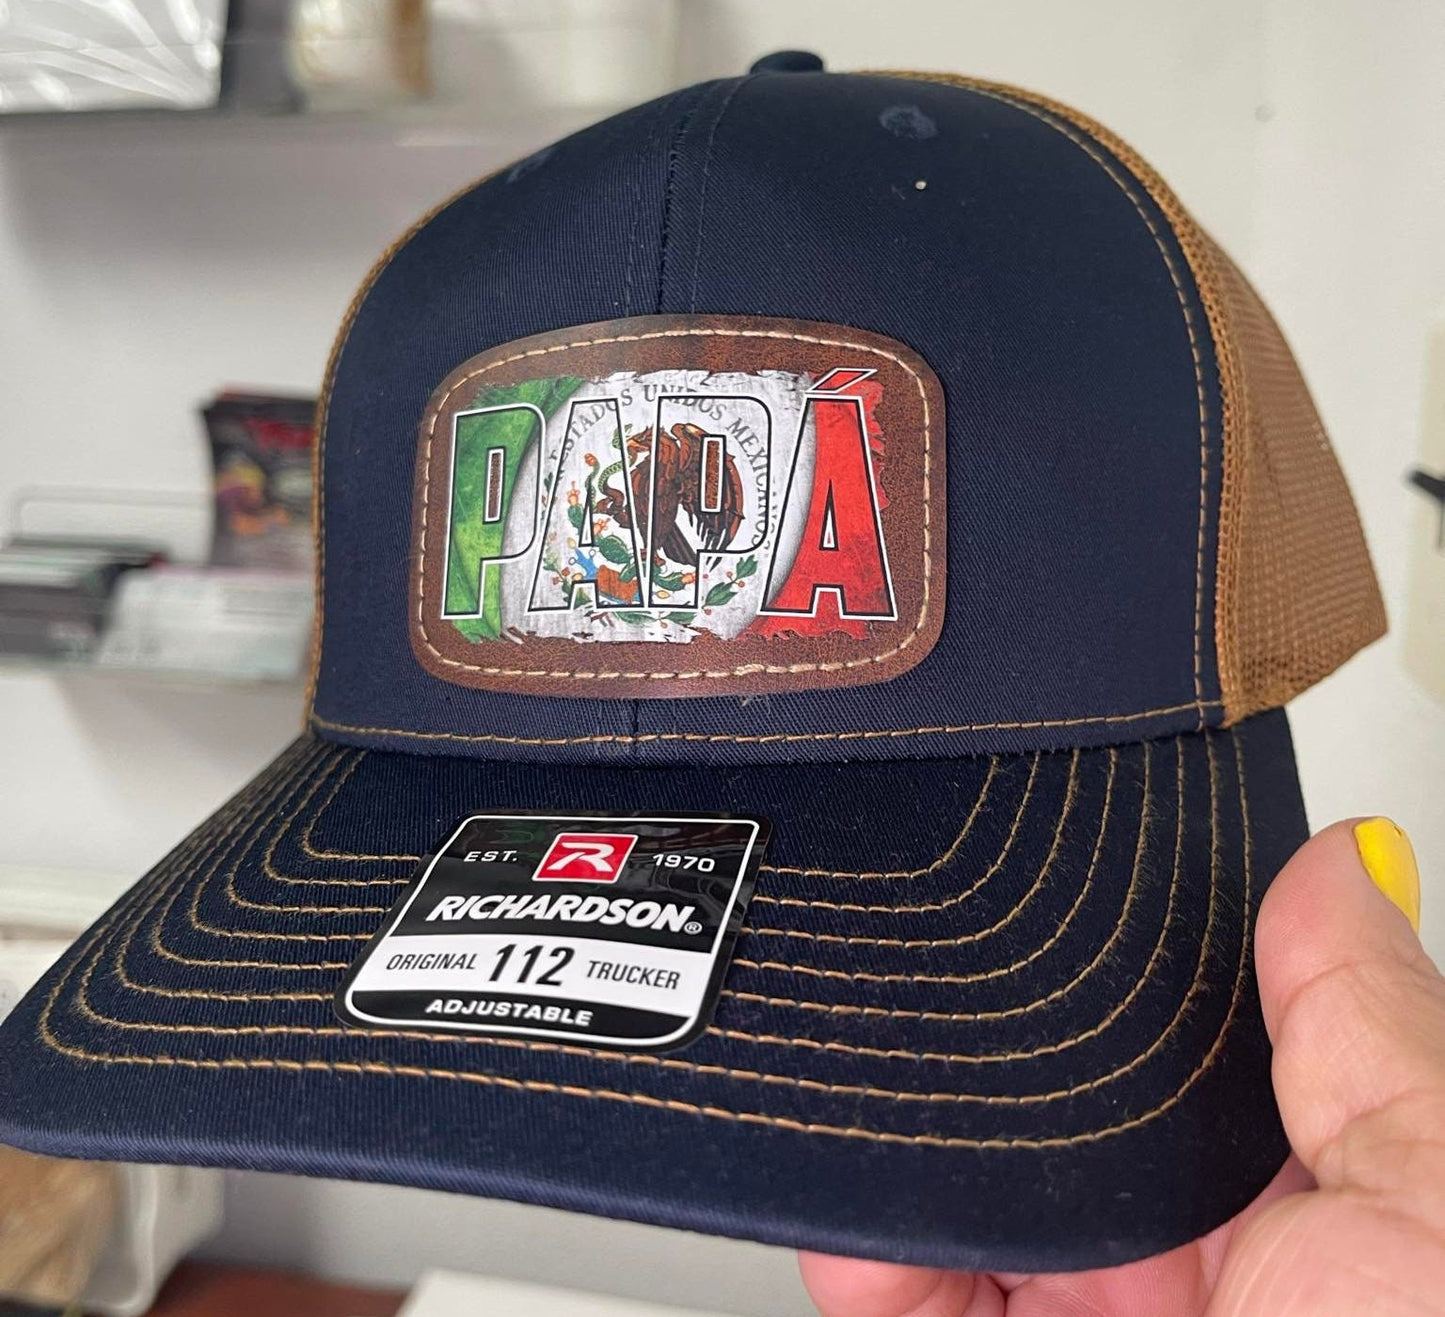 ESTADOS UNIDOS MEXICANOS
PAPÁ
EST. R 1970
RICHARDSON®
ORIGINAL 112 TRUCKER
ADJUSTABLE